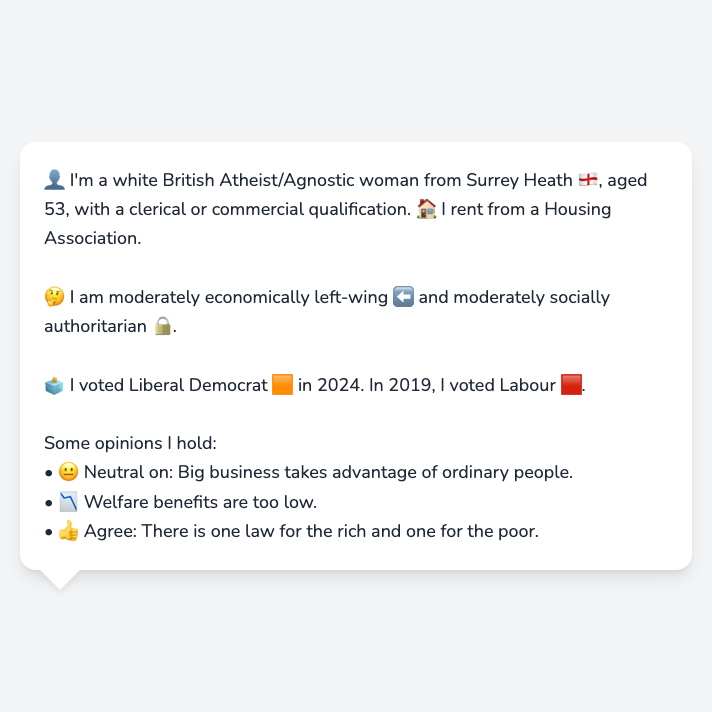 👤 I'm a white British Atheist/Agnostic woman from Surrey Heath 🏴󠁧󠁢󠁥󠁮󠁧󠁿, aged
53, with a clerical or commercial qualification. 🏠 I rent from a Housing
Association.
🤔 I am moderately economically left-wing ⬅️ and moderately socially
authoritarian 🔒.
🗳️ I voted Liberal Democrat 🟧 in 2024. In 2019, I voted Labour 🟥.
Some opinions I hold:
• 😐 Neutral on: Big business takes advantage of ordinary people.
• 📉 Welfare benefits are too low.
• 👍 Agree: There is one law for the rich and one for the poor.